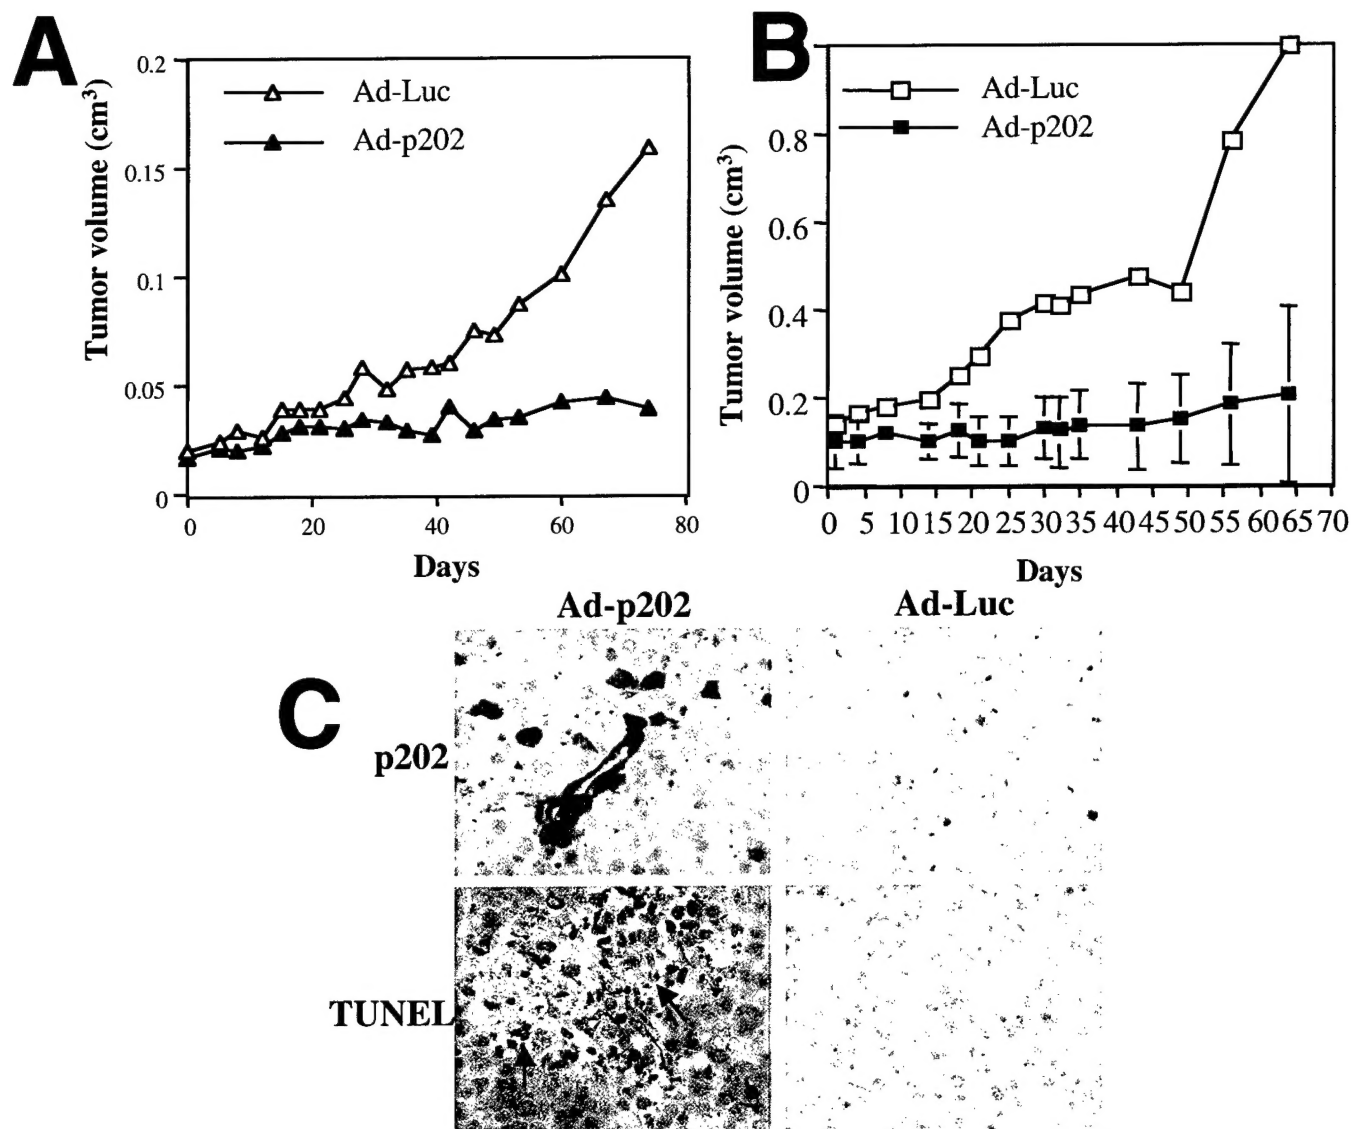 A
Tumor volume (cm³)
0.2
0.15
0.1
0.05
0
Ad-Luc
Ad-p202
0 20 40 60 80
Days
B
Tumor volume (cm³)
0.8
0.6
0.4
0.2
0
Ad-Luc
Ad-p202
0 5 10 15 20 25 30 35 40 45 50 55 60 65 70
Days
Ad-p202 Ad-Luc
C
p202
TUNEL